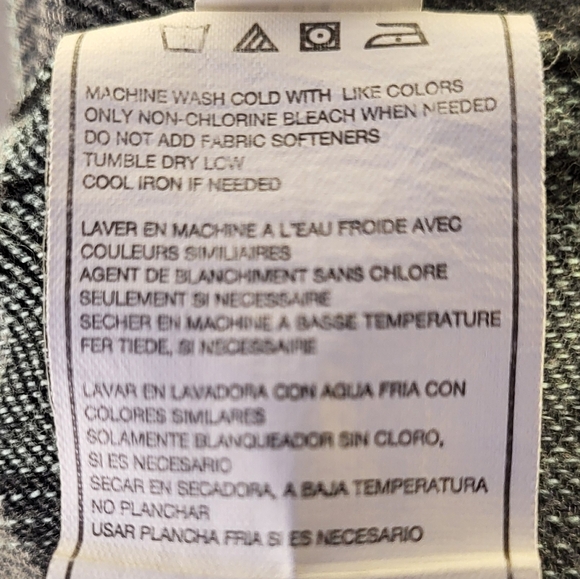 MACHINE WASH COLD WITH LIKE COLORS
ONLY NON-CHLORINE BLEACH WHEN NEEDED
DO NOT ADD FABRIC SOFTENERS
TUMBLE DRY LOW
COOL IRON IF NEEDED
LAVER EN MACHINE A L'EAU FROIDE AVEC
COULEURS SIMILIAIRES
AGENT DE BLANCHIMENT SANS CHLORE
SEULEMENT SI NECESSAIRE
SECHER EN MACHINE A BASSE TEMPERATURE
FER TIEDE, SI NECESSAIRE
LAVAR EN LAVADORA CON AQUA FRIA CON
COLORES SIMILARES
SOLAMENTE BLANQUEADOR SIN CLORO,
SI ES NECESARIO
SECAR EN SECADORA, A BAJA TEMPERATURA
NO PLANCHAR
USAR PLANCHA FRIA SI ES NECESARIO